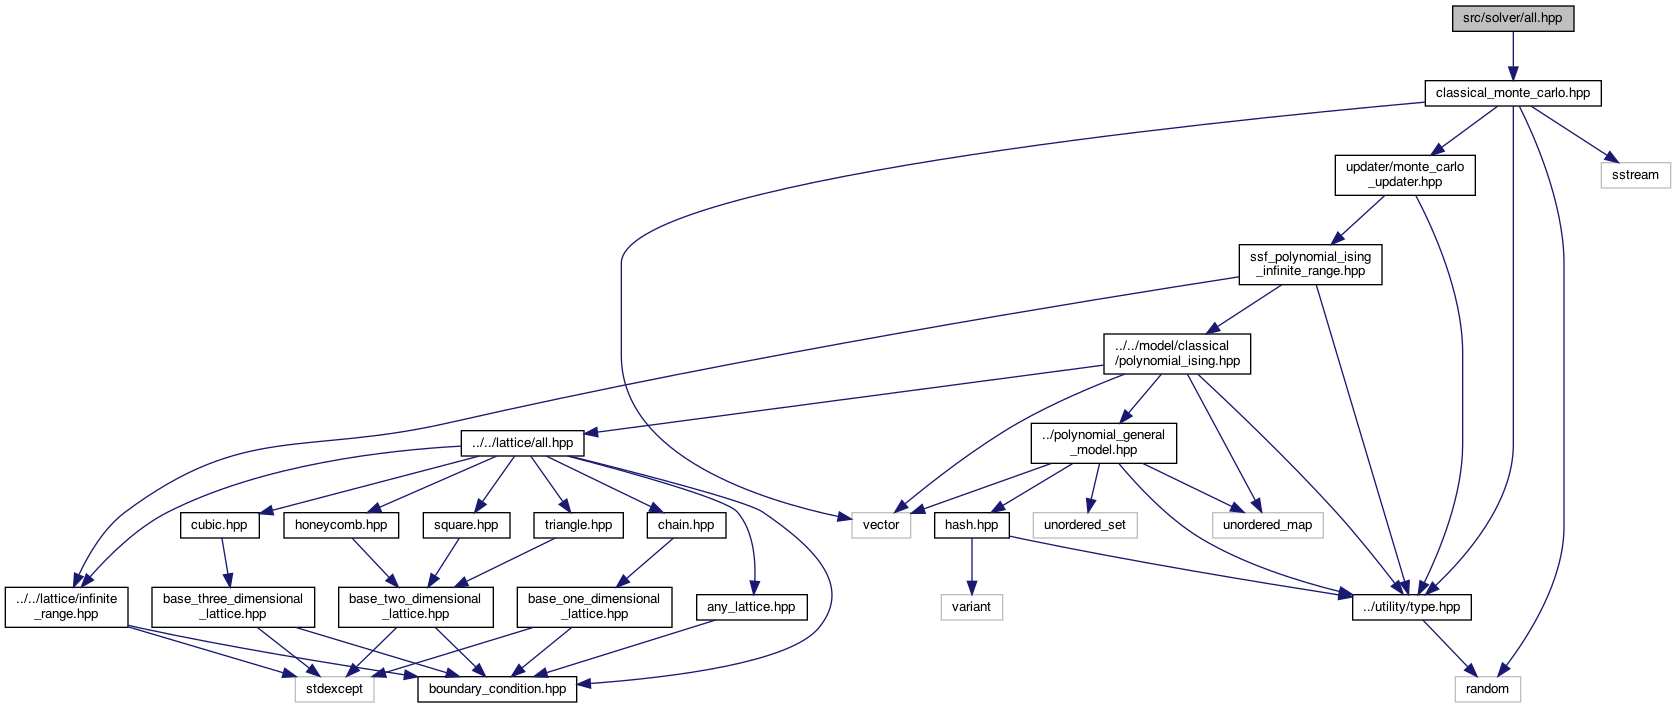 src/solver/all.hpp
classical_monte_carlo.hpp
updater/monte_carlo
_updater.hpp
sstream
ssf_polynomial_ising
_infinite_range.hpp
../../model/classical
/polynomial_ising.hpp
../../lattice/all.hpp
../polynomial_general
_model.hpp
cubic.hpp
honeycomb.hpp
square.hpp
triangle.hpp
chain.hpp
vector
hash.hpp
unordered_set
unordered_map
../../lattice/infinite
_range.hpp
base_three_dimensional
_lattice.hpp
base_two_dimensional
_lattice.hpp
base_one_dimensional
_lattice.hpp
any_lattice.hpp
variant
../utility/type.hpp
stdexcept
boundary_condition.hpp
random